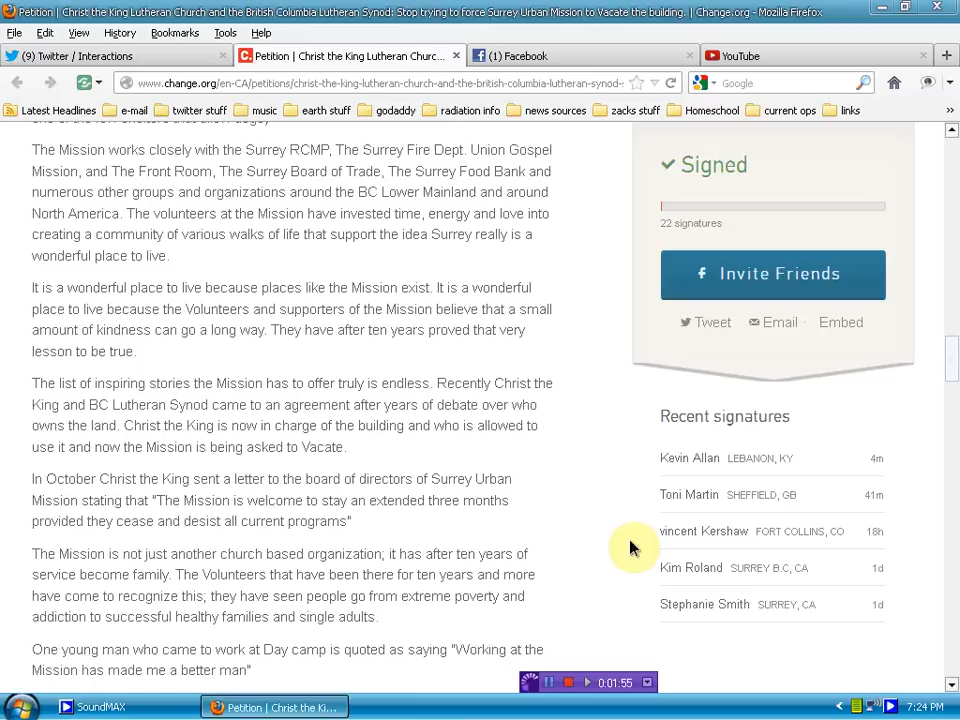 Petition | Christ the King Lutheran Church and the British Columbia Lutheran Synod: Stop trying to force Surrey Urban Mission to Vacate the building. | Change.org - Mozilla Firefox
File Edit View History Bookmarks Tools Help
(9) Twitter / Interactions
Petition | Christ the King Lutheran Churc...
(1) Facebook
YouTube
www.change.org/en-CA/petitions/christ-the-king-lutheran-church-and-the-british-columbia-lutheran-synod-
Google
Latest Headlines e-mail twitter stuff music earth stuff godaddy radiation info news sources zacks stuff Homeschool current ops links
The Mission works closely with the Surrey RCMP, The Surrey Fire Dept. Union Gospel
Mission, and The Front Room, The Surrey Board of Trade, The Surrey Food Bank and
numerous other groups and organizations around the BC Lower Mainland and around
North America. The volunteers at the Mission have invested time, energy and love into
creating a community of various walks of life that support the idea Surrey really is a
wonderful place to live.
It is a wonderful place to live because places like the Mission exist. It is a wonderful
place to live because the Volunteers and supporters of the Mission believe that a small
amount of kindness can go a long way. They have after ten years proved that very
lesson to be true.
The list of inspiring stories the Mission has to offer truly is endless. Recently Christ the
King and BC Lutheran Synod came to an agreement after years of debate over who
owns the land. Christ the King is now in charge of the building and who is allowed to
use it and now the Mission is being asked to Vacate.
In October Christ the King sent a letter to the board of directors of Surrey Urban
Mission stating that "The Mission is welcome to stay an extended three months
provided they cease and desist all current programs"
The Mission is not just another church based organization; it has after ten years of
service become family. The Volunteers that have been there for ten years and more
have come to recognize this; they have seen people go from extreme poverty and
addiction to successful healthy families and single adults.
One young man who came to work at Day camp is quoted as saying "Working at the
Mission has made me a better man"
Signed
22 signatures
Invite Friends
Tweet Email Embed
Recent signatures
Kevin Allan LEBANON, KY 4m
Toni Martin SHEFFIELD, GB 41m
vincent Kershaw FORT COLLINS, CO 18h
Kim Roland SURREY B.C, CA 1d
Stephanie Smith SURREY, CA 1d
0:01:55
SoundMAX
Petition | Christ the Ki...
7:24 PM